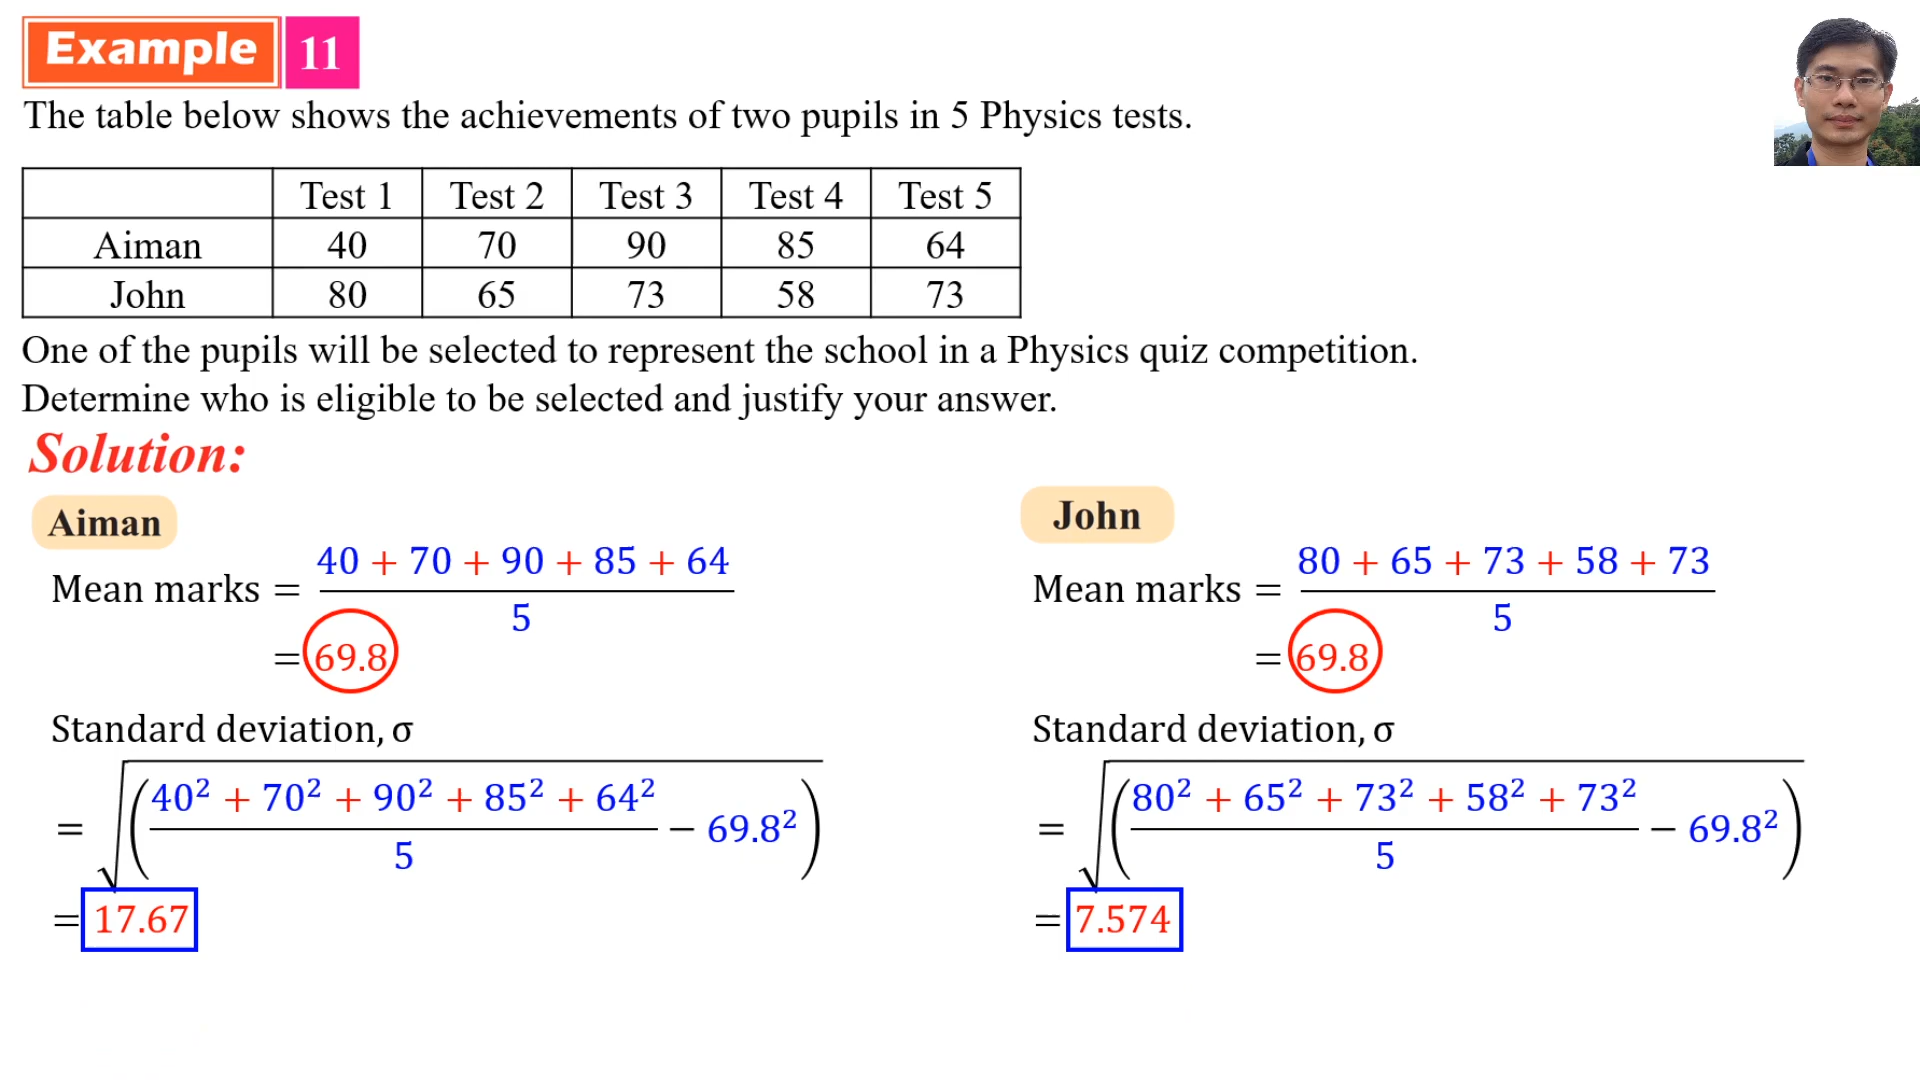 Example 11
The table below shows the achievements of two pupils in 5 Physics tests.
Test 1 Test 2 Test 3 Test 4 Test 5
Aiman 40 70 90 85 64
John 80 65 73 58 73
One of the pupils will be selected to represent the school in a Physics quiz competition.
Determine who is eligible to be selected and justify your answer.
Solution:
Aiman
Mean marks = (40 + 70 + 90 + 85 + 64)/5
= 69.8
Standard deviation, σ
= √((40² + 70² + 90² + 85² + 64²)/5 − 69.8²)
= 17.67
John
Mean marks = (80 + 65 + 73 + 58 + 73)/5
= 69.8
Standard deviation, σ
= √((80² + 65² + 73² + 58² + 73²)/5 − 69.8²)
= 7.574